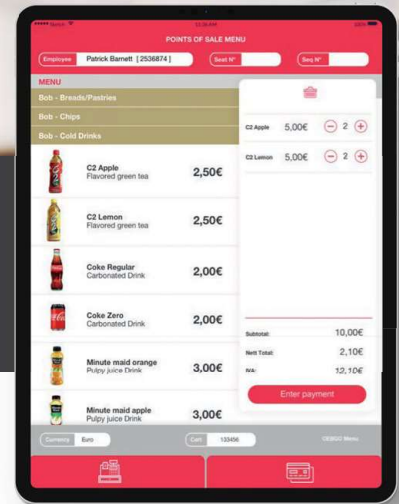 12:30 AM
100%
POINTS OF SALE MENU
Employee Patrick Barnett [ 2536874 ] Seat N° Seq N°
MENU
Bob - Breads/Pastries
Bob - Chips
Bob - Cold Drinks
C2 Apple 5,00€ 2
C2 Lemon 5,00€ 2
C2 Apple
Flavored green tea
2,50€
C2 Lemon
Flavored green tea
2,50€
Coke Regular
Carbonated Drink
2,00€
Coke Zero
Carbonated Drink
2,00€
Minute maid orange
Pulpy juice Drink
3,00€
Minute maid apple
Pulpy juice Drink
3,00€
Subtotal: 10,00€
Nett Total: 2,10€
IVA: 12,10€
Enter payment
Currency Euro Cart 133456